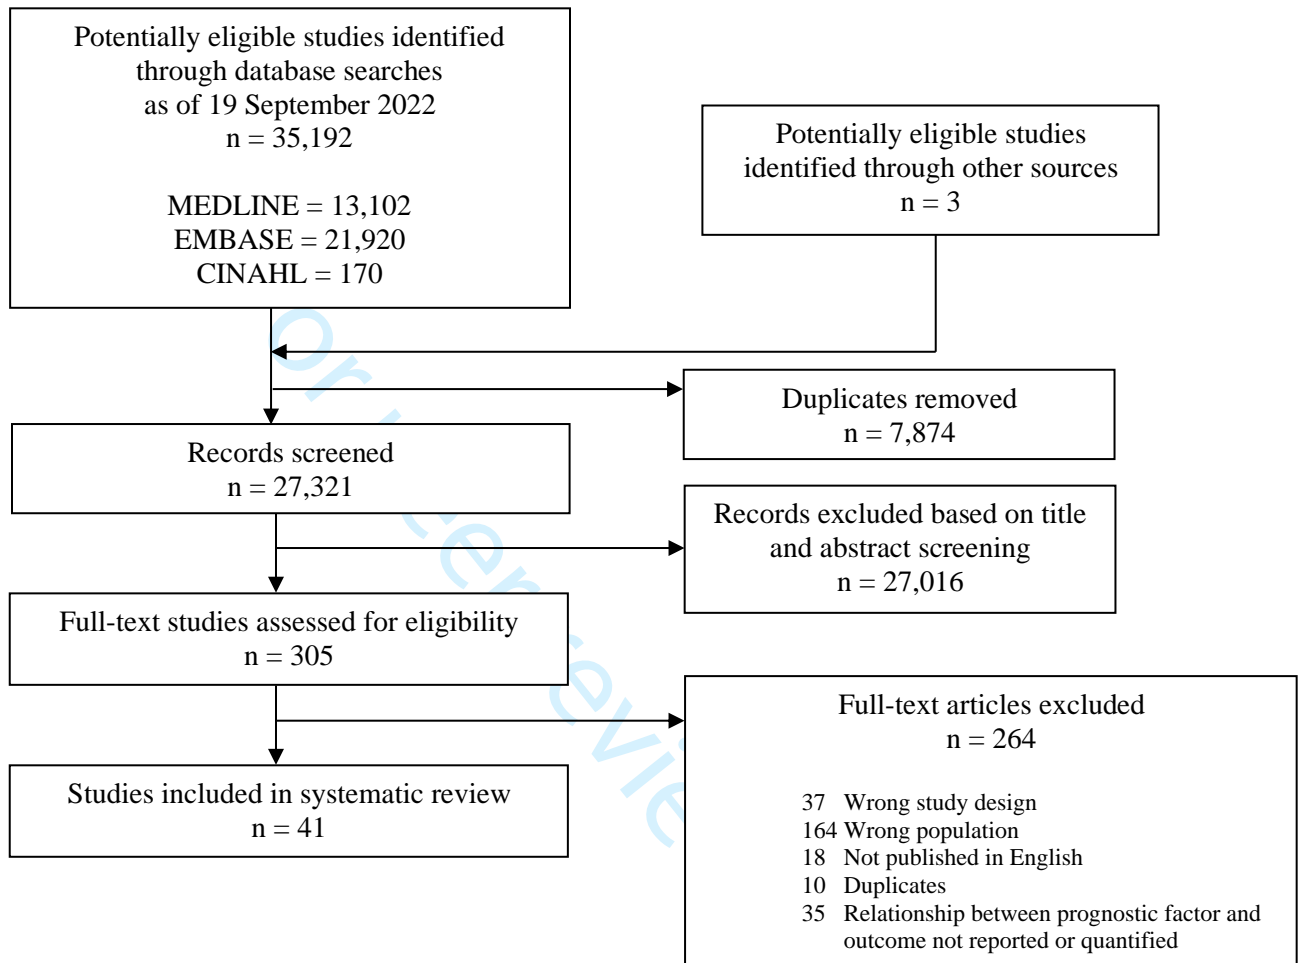 Potentially eligible studies identified
through database searches
as of 19 September 2022
n = 35,192
MEDLINE = 13,102
EMBASE = 21,920
CINAHL = 170
Potentially eligible studies
identified through other sources
n = 3
Duplicates removed
n = 7,874
Records screened
n = 27,321
Records excluded based on title
and abstract screening
n = 27,016
Full-text studies assessed for eligibility
n = 305
Full-text articles excluded
n = 264
37 Wrong study design
164 Wrong population
18 Not published in English
10 Duplicates
35 Relationship between prognostic factor and
outcome not reported or quantified
Studies included in systematic review
n = 41